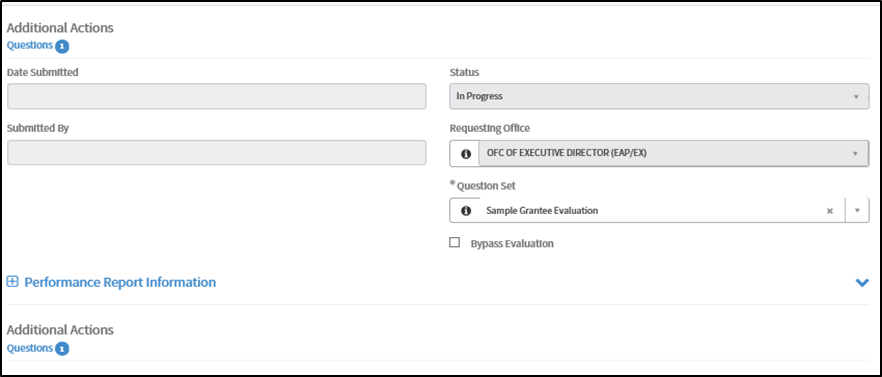 Additional Actions
Questions 1
Date Submitted
Status
In Progress
Submitted By
Requesting Office
OFC OF EXECUTIVE DIRECTOR (EAP/EX)
* Question Set
Sample Grantee Evaluation
Bypass Evaluation
Performance Report Information
Additional Actions
Questions 1